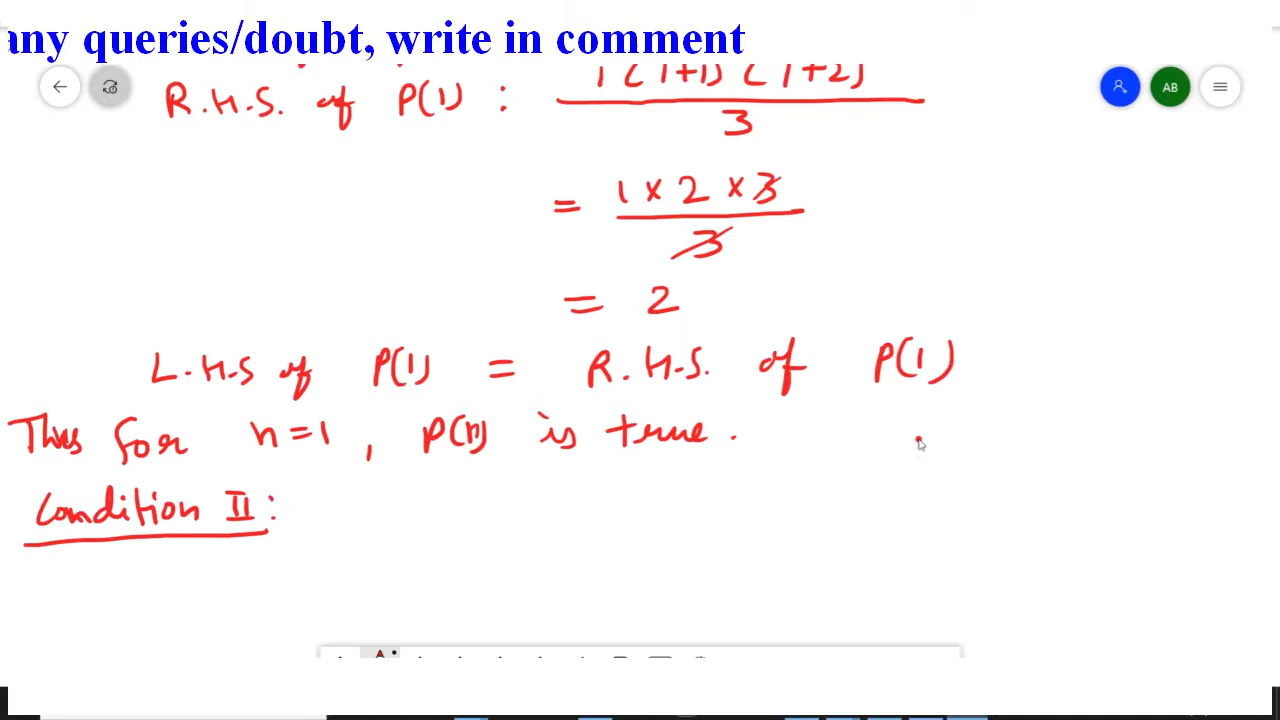 any queries/doubt, write in comment
AB
R.H.S. of P(1) : 1(1+1)(1+2)
3
= 1 × 2 × 3
3
= 2
L.H.S of P(1) = R.H.S. of P(1)
Thus for n=1, P(n) is true.
Condition II: